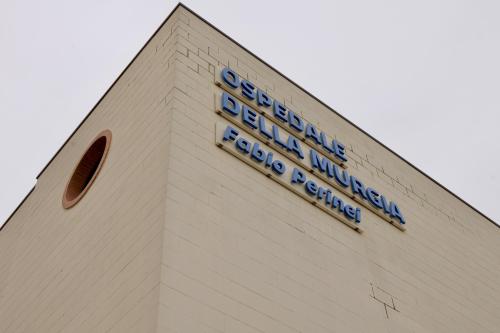 OSPEDALE
DELLA MURGIA
Fabio Perinei